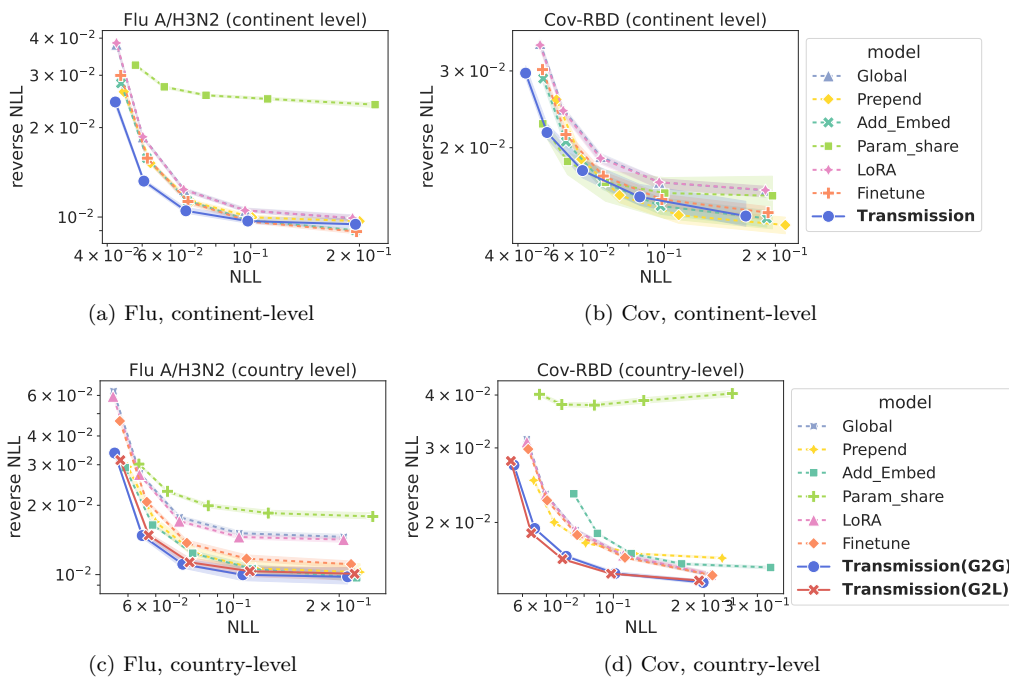 Flu A/H3N2 (continent level)
reverse NLL
4 × 10⁻²
3 × 10⁻²
2 × 10⁻²
10⁻²
4 × 10⁻² 6 × 10⁻² 10⁻¹ 2 × 10⁻¹
NLL
(a) Flu, continent-level
Cov-RBD (continent level)
reverse NLL
3 × 10⁻²
2 × 10⁻²
4 × 10⁻² 6 × 10⁻² 10⁻¹ 2 × 10⁻¹
NLL
(b) Cov, continent-level
model
Global
Prepend
Add_Embed
Param_share
LoRA
Finetune
Transmission
Flu A/H3N2 (country level)
reverse NLL
6 × 10⁻²
4 × 10⁻²
3 × 10⁻²
2 × 10⁻²
10⁻²
6 × 10⁻² 10⁻¹ 2 × 10⁻¹
NLL
(c) Flu, country-level
Cov-RBD (country-level)
reverse NLL
4 × 10⁻²
3 × 10⁻²
2 × 10⁻²
6 × 10⁻² 10⁻¹ 2 × 10⁻¹ 3 × 10⁻¹
NLL
(d) Cov, country-level
model
Global
Prepend
Add_Embed
Param_share
LoRA
Finetune
Transmission(G2G)
Transmission(G2L)